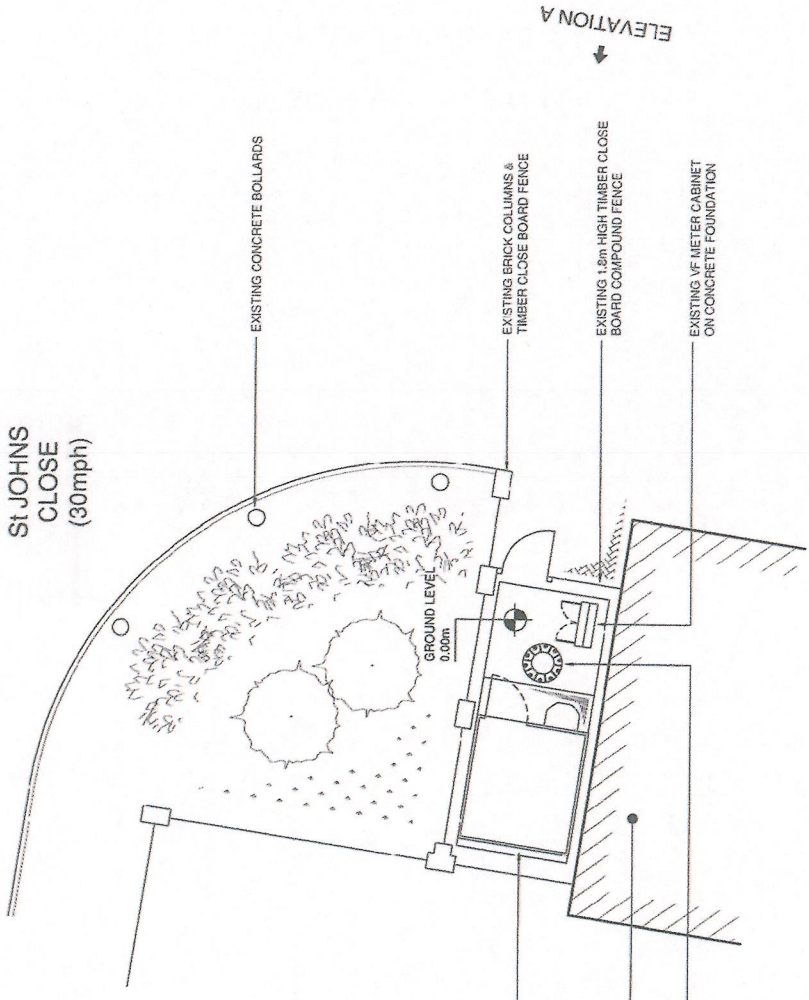 ELEVATION A
St JOHNS
CLOSE
(30mph)
EXISTING CONCRETE BOLLARDS
EXISTING BRICK COLUMNS &
TIMBER CLOSE BOARD FENCE
EXISTING 1.8m HIGH TIMBER CLOSE
BOARD COMPOUND FENCE
EXISTING VF METER CABINET
ON CONCRETE FOUNDATION
GROUND LEVEL
0.00m